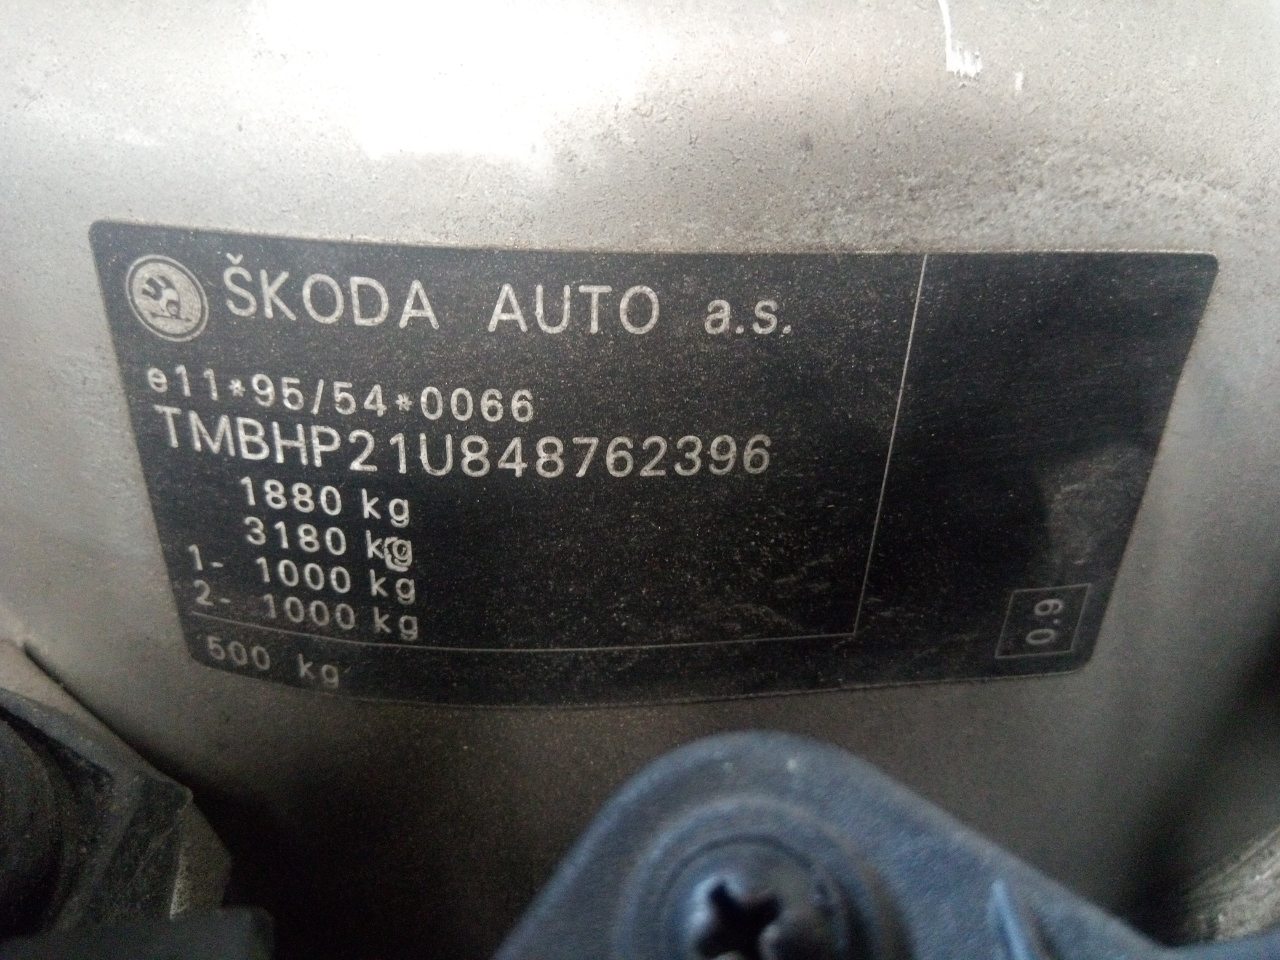 ŠKODA AUTO a.s.
e11*95/54*0066
TMBHP21U848762396
1880 kg
3180 kg
1- 1000 kg
2- 1000 kg
500 kg
0.9